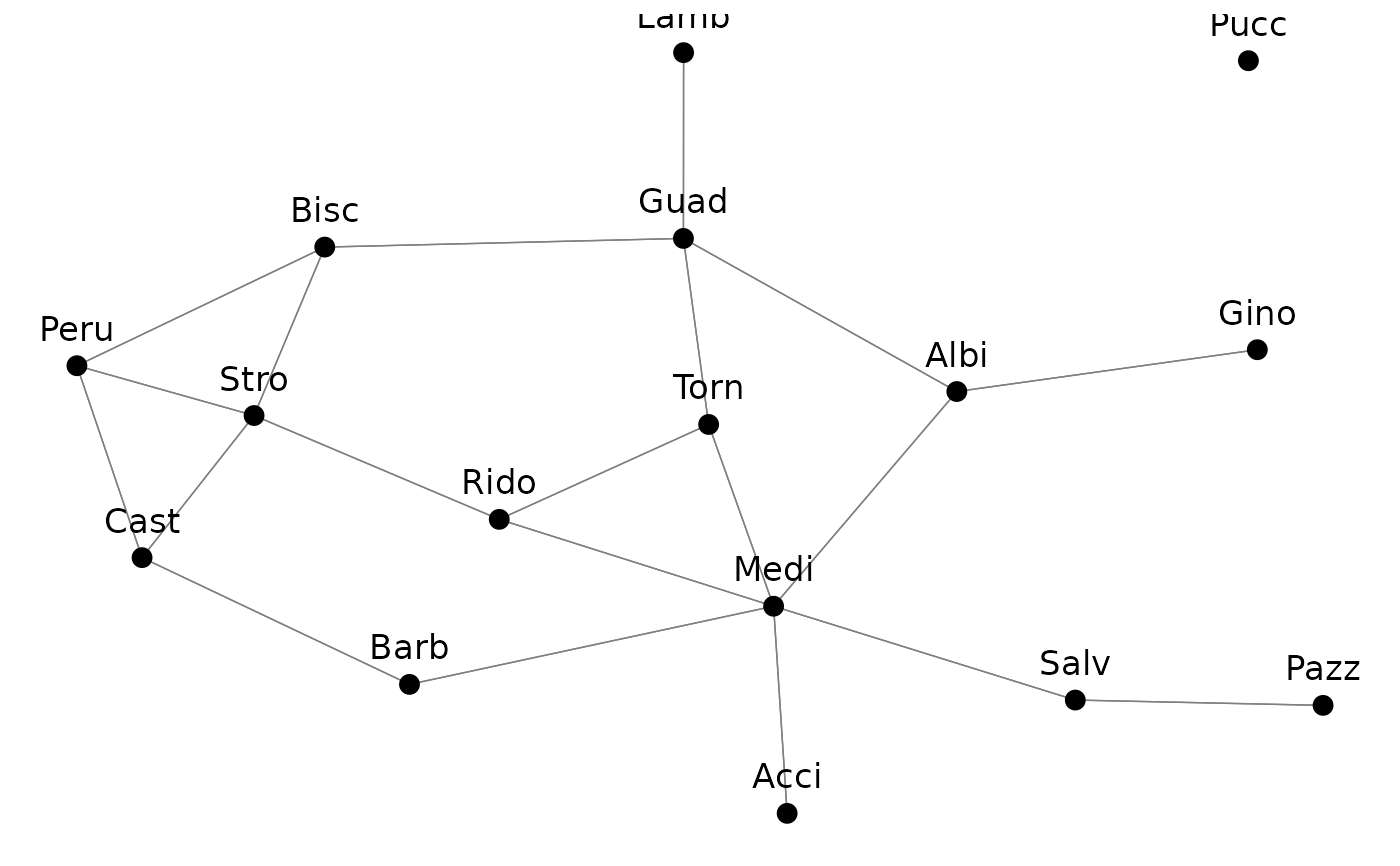 Lamb
Pucc
Bisc
Guad
Peru
Gino
Albi
Stro
Torn
Rido
Cast
Medi
Barb
Salv
Pazz
Acci